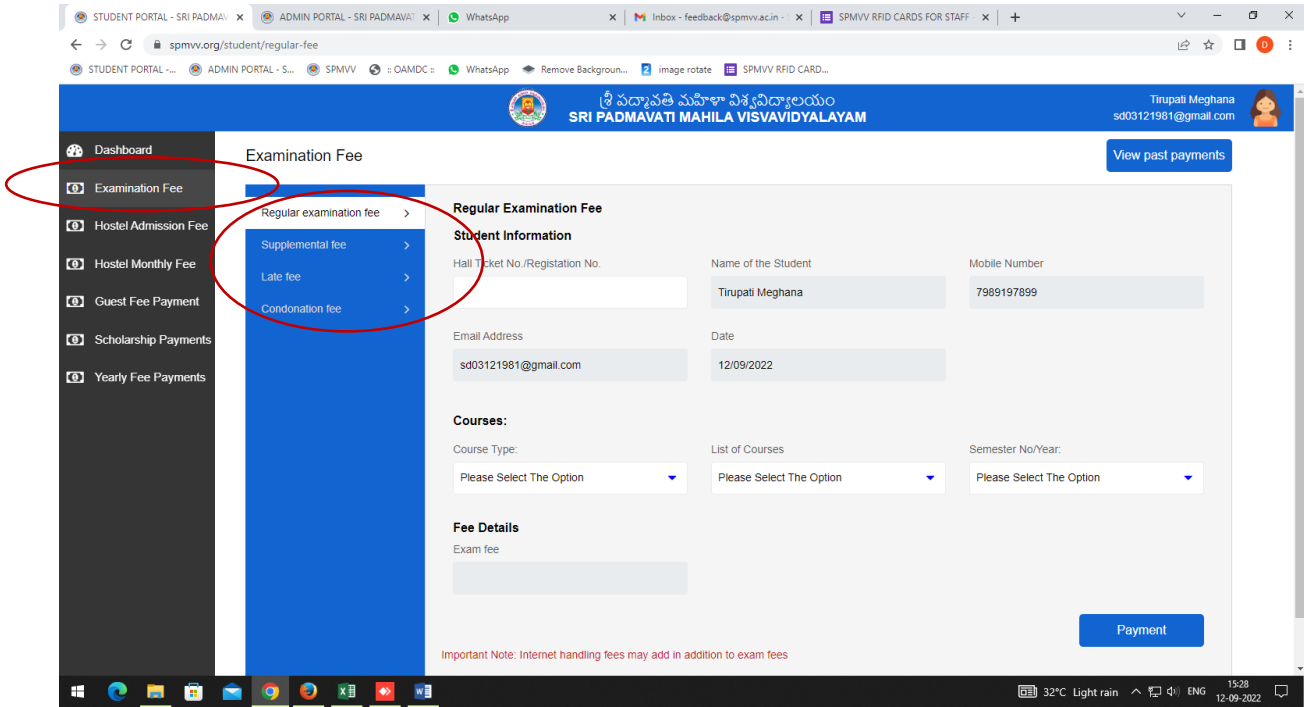 STUDENT PORTAL - SRI PADMAV
ADMIN PORTAL - SRI PADMAVAT
WhatsApp
Inbox - feedback@spmvv.ac.in -
SPMVV RFID CARDS FOR STAFF -
spmvv.org/student/regular-fee
STUDENT PORTAL -...
ADMIN PORTAL - S...
SPMVV
:: OAMDC ::
WhatsApp
Remove Backgroun...
image rotate
SPMVV RFID CARD...
శ్రీ పద్మావతి మహిళా విశ్వవిద్యాలయం
SRI PADMAVATI MAHILA VISVAVIDYALAYAM
Tirupati Meghana
sd03121981@gmail.com
Dashboard
Examination Fee
Hostel Admission Fee
Hostel Monthly Fee
Guest Fee Payment
Scholarship Payments
Yearly Fee Payments
Examination Fee
View past payments
Regular examination fee
Supplemental fee
Late fee
Condonation fee
Regular Examination Fee
Student Information
Hall Ticket No./Registation No.
Name of the Student
Mobile Number
Tirupati Meghana
7989197899
Email Address
Date
sd03121981@gmail.com
12/09/2022
Courses:
Course Type:
List of Courses
Semester No/Year:
Please Select The Option
Please Select The Option
Please Select The Option
Fee Details
Exam fee
Payment
Important Note: Internet handling fees may add in addition to exam fees
32°C Light rain
ENG
15:28
12-09-2022